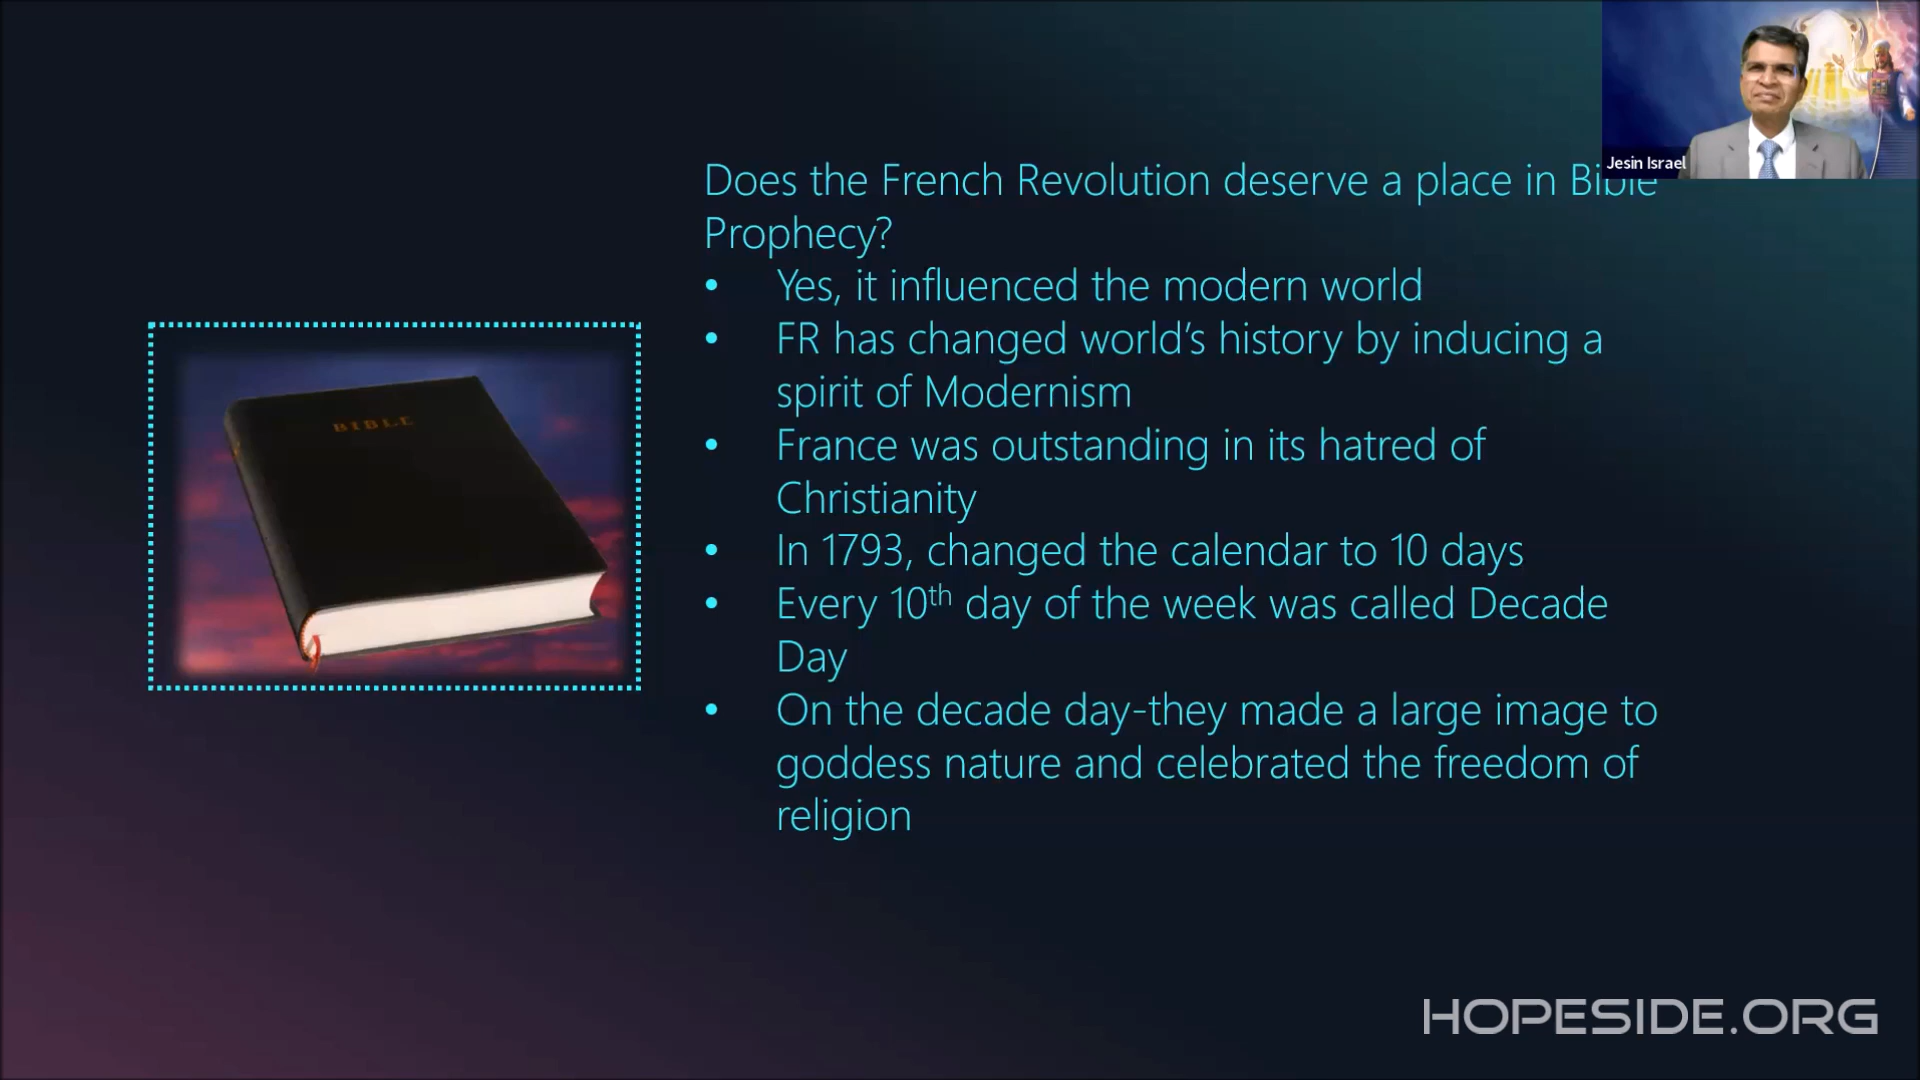 Jesin Israel
Does the French Revolution deserve a place in Bible
Prophecy?
• Yes, it influenced the modern world
• FR has changed world's history by inducing a
spirit of Modernism
• France was outstanding in its hatred of
Christianity
• In 1793, changed the calendar to 10 days
• Every 10th day of the week was called Decade
Day
• On the decade day-they made a large image to
goddess nature and celebrated the freedom of
religion
BIBLE
HOPESIDE.ORG